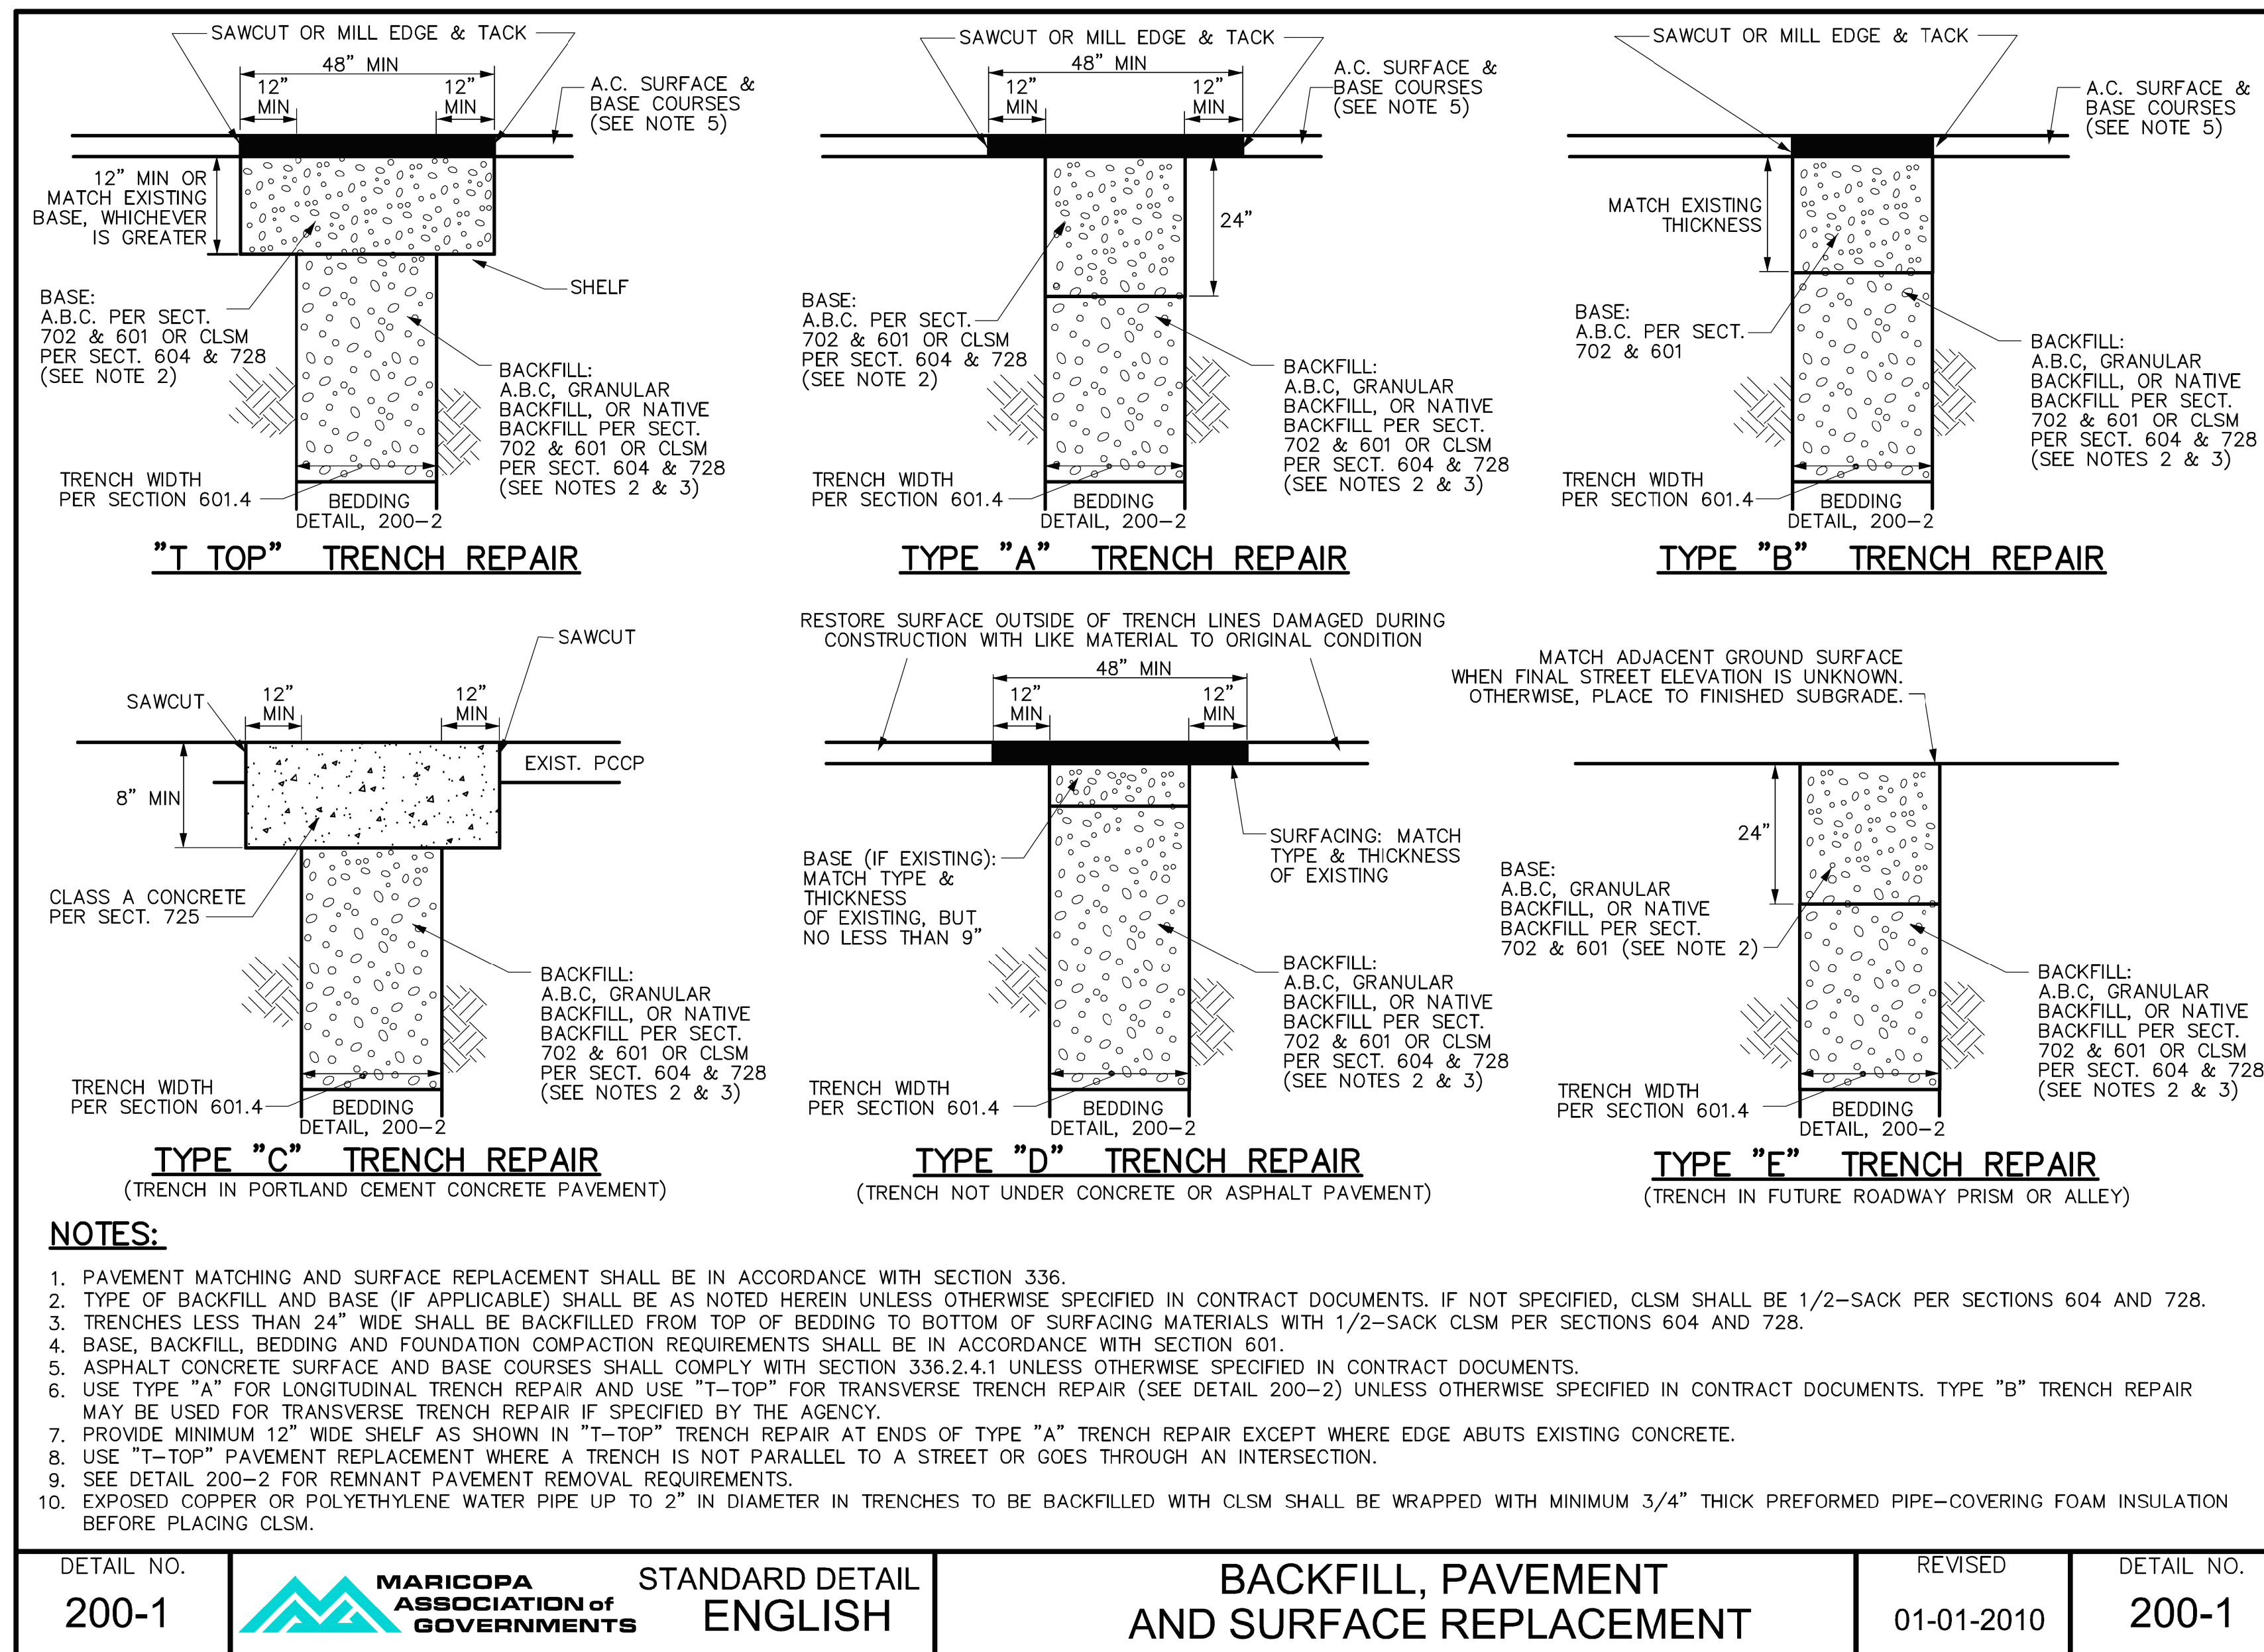 SAWCUT OR MILL EDGE & TACK
48” MIN
12”
MIN
12”
MIN
A.C. SURFACE &
BASE COURSES
(SEE NOTE 5)
12” MIN OR
MATCH EXISTING
BASE, WHICHEVER
IS GREATER
SHELF
BASE:
A.B.C. PER SECT.
702 & 601 OR CLSM
PER SECT. 604 & 728
(SEE NOTE 2)
BACKFILL:
A.B.C, GRANULAR
BACKFILL, OR NATIVE
BACKFILL PER SECT.
702 & 601 OR CLSM
PER SECT. 604 & 728
(SEE NOTES 2 & 3)
TRENCH WIDTH
PER SECTION 601.4
BEDDING
DETAIL, 200-2
”T TOP” TRENCH REPAIR
SAWCUT OR MILL EDGE & TACK
48” MIN
12”
MIN
12”
MIN
A.C. SURFACE &
BASE COURSES
(SEE NOTE 5)
24”
BASE:
A.B.C. PER SECT.
702 & 601 OR CLSM
PER SECT. 604 & 728
(SEE NOTE 2)
BACKFILL:
A.B.C, GRANULAR
BACKFILL, OR NATIVE
BACKFILL PER SECT.
702 & 601 OR CLSM
PER SECT. 604 & 728
(SEE NOTES 2 & 3)
TRENCH WIDTH
PER SECTION 601.4
BEDDING
DETAIL, 200-2
TYPE ”A” TRENCH REPAIR
SAWCUT OR MILL EDGE & TACK
A.C. SURFACE &
BASE COURSES
(SEE NOTE 5)
MATCH EXISTING
THICKNESS
BASE:
A.B.C. PER SECT.
702 & 601
BACKFILL:
A.B.C, GRANULAR
BACKFILL, OR NATIVE
BACKFILL PER SECT.
702 & 601 OR CLSM
PER SECT. 604 & 728
(SEE NOTES 2 & 3)
TRENCH WIDTH
PER SECTION 601.4
BEDDING
DETAIL, 200-2
TYPE ”B” TRENCH REPAIR
SAWCUT
SAWCUT
12”
MIN
12”
MIN
EXIST. PCCP
8” MIN
CLASS A CONCRETE
PER SECT. 725
BACKFILL:
A.B.C, GRANULAR
BACKFILL, OR NATIVE
BACKFILL PER SECT.
702 & 601 OR CLSM
PER SECT. 604 & 728
(SEE NOTES 2 & 3)
TRENCH WIDTH
PER SECTION 601.4
BEDDING
DETAIL, 200-2
TYPE ”C” TRENCH REPAIR
(TRENCH IN PORTLAND CEMENT CONCRETE PAVEMENT)
RESTORE SURFACE OUTSIDE OF TRENCH LINES DAMAGED DURING
CONSTRUCTION WITH LIKE MATERIAL TO ORIGINAL CONDITION
48” MIN
12”
MIN
12”
MIN
SURFACING: MATCH
TYPE & THICKNESS
OF EXISTING
BASE (IF EXISTING):
MATCH TYPE &
THICKNESS
OF EXISTING, BUT
NO LESS THAN 9”
BACKFILL:
A.B.C, GRANULAR
BACKFILL, OR NATIVE
BACKFILL PER SECT.
702 & 601 OR CLSM
PER SECT. 604 & 728
(SEE NOTES 2 & 3)
TRENCH WIDTH
PER SECTION 601.4
BEDDING
DETAIL, 200-2
TYPE ”D” TRENCH REPAIR
(TRENCH NOT UNDER CONCRETE OR ASPHALT PAVEMENT)
MATCH ADJACENT GROUND SURFACE
WHEN FINAL STREET ELEVATION IS UNKNOWN.
OTHERWISE, PLACE TO FINISHED SUBGRADE.
24”
BASE:
A.B.C, GRANULAR
BACKFILL, OR NATIVE
BACKFILL PER SECT.
702 & 601 (SEE NOTE 2)
BACKFILL:
A.B.C, GRANULAR
BACKFILL, OR NATIVE
BACKFILL PER SECT.
702 & 601 OR CLSM
PER SECT. 604 & 728
(SEE NOTES 2 & 3)
TRENCH WIDTH
PER SECTION 601.4
BEDDING
DETAIL, 200-2
TYPE ”E” TRENCH REPAIR
(TRENCH IN FUTURE ROADWAY PRISM OR ALLEY)
NOTES:
1. PAVEMENT MATCHING AND SURFACE REPLACEMENT SHALL BE IN ACCORDANCE WITH SECTION 336.
2. TYPE OF BACKFILL AND BASE (IF APPLICABLE) SHALL BE AS NOTED HEREIN UNLESS OTHERWISE SPECIFIED IN CONTRACT DOCUMENTS. IF NOT SPECIFIED, CLSM SHALL BE 1/2-SACK PER SECTIONS 604 AND 728.
3. TRENCHES LESS THAN 24” WIDE SHALL BE BACKFILLED FROM TOP OF BEDDING TO BOTTOM OF SURFACING MATERIALS WITH 1/2-SACK CLSM PER SECTIONS 604 AND 728.
4. BASE, BACKFILL, BEDDING AND FOUNDATION COMPACTION REQUIREMENTS SHALL BE IN ACCORDANCE WITH SECTION 601.
5. ASPHALT CONCRETE SURFACE AND BASE COURSES SHALL COMPLY WITH SECTION 336.2.4.1 UNLESS OTHERWISE SPECIFIED IN CONTRACT DOCUMENTS.
6. USE TYPE ”A” FOR LONGITUDINAL TRENCH REPAIR AND USE ”T-TOP” FOR TRANSVERSE TRENCH REPAIR (SEE DETAIL 200-2) UNLESS OTHERWISE SPECIFIED IN CONTRACT DOCUMENTS. TYPE ”B” TRENCH REPAIR
MAY BE USED FOR TRANSVERSE TRENCH REPAIR IF SPECIFIED BY THE AGENCY.
7. PROVIDE MINIMUM 12” WIDE SHELF AS SHOWN IN ”T-TOP” TRENCH REPAIR AT ENDS OF TYPE ”A” TRENCH REPAIR EXCEPT WHERE EDGE ABUTS EXISTING CONCRETE.
8. USE ”T-TOP” PAVEMENT REPLACEMENT WHERE A TRENCH IS NOT PARALLEL TO A STREET OR GOES THROUGH AN INTERSECTION.
9. SEE DETAIL 200-2 FOR REMNANT PAVEMENT REMOVAL REQUIREMENTS.
10. EXPOSED COPPER OR POLYETHYLENE WATER PIPE UP TO 2” IN DIAMETER IN TRENCHES TO BE BACKFILLED WITH CLSM SHALL BE WRAPPED WITH MINIMUM 3/4” THICK PREFORMED PIPE-COVERING FOAM INSULATION
BEFORE PLACING CLSM.
DETAIL NO.
200-1
MARICOPA
ASSOCIATION of
GOVERNMENTS
STANDARD DETAIL
ENGLISH
BACKFILL, PAVEMENT
AND SURFACE REPLACEMENT
REVISED
01-01-2010
DETAIL NO.
200-1